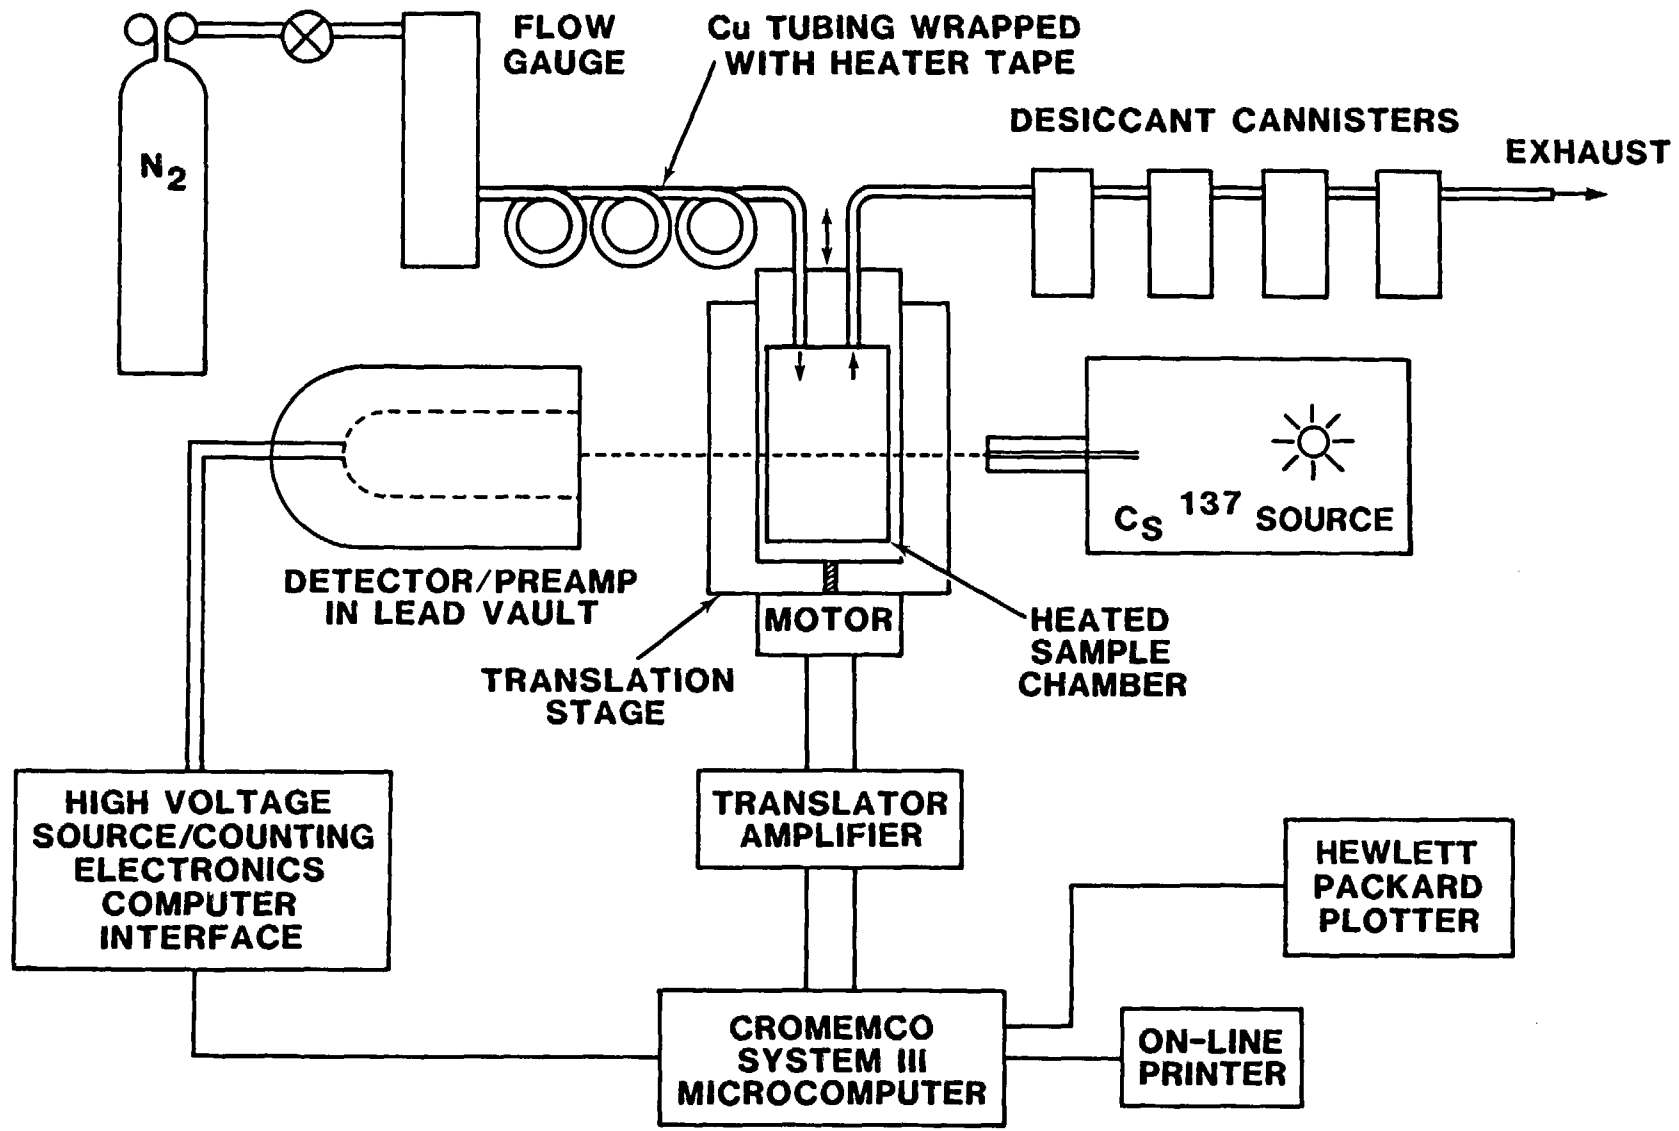 FLOW
GAUGE
Cu TUBING WRAPPED
WITH HEATER TAPE
DESICCANT CANNISTERS
EXHAUST
N2
Cs 137 SOURCE
DETECTOR/PREAMP
IN LEAD VAULT
MOTOR
HEATED
SAMPLE
CHAMBER
TRANSLATION
STAGE
HIGH VOLTAGE
SOURCE/COUNTING
ELECTRONICS
COMPUTER
INTERFACE
TRANSLATOR
AMPLIFIER
HEWLETT
PACKARD
PLOTTER
CROMEMCO
SYSTEM III
MICROCOMPUTER
ON-LINE
PRINTER